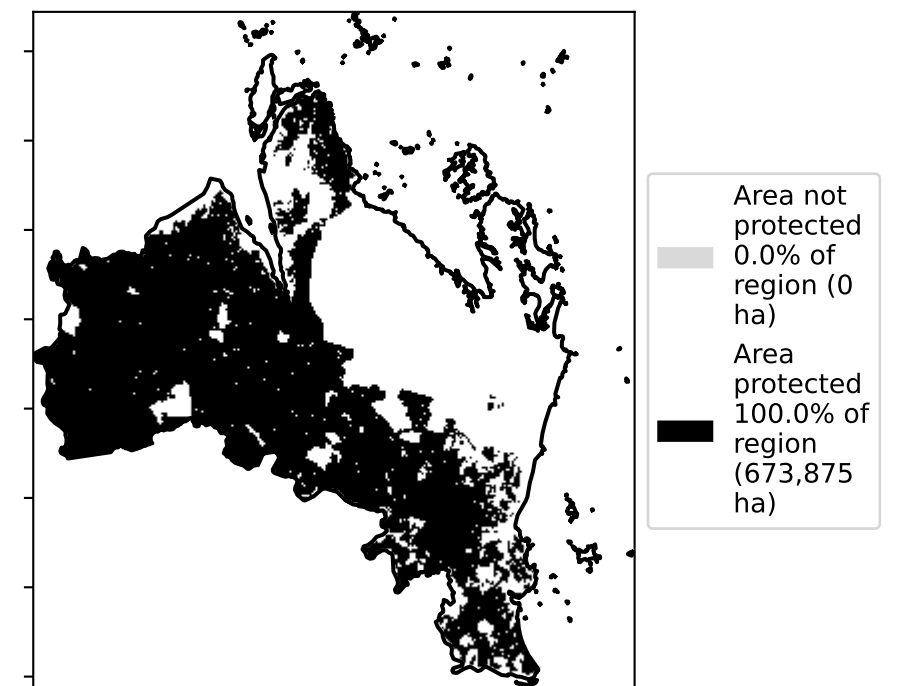 Area not
protected
0.0% of
region (0
ha)
Area
protected
100.0% of
region
(673,875
ha)